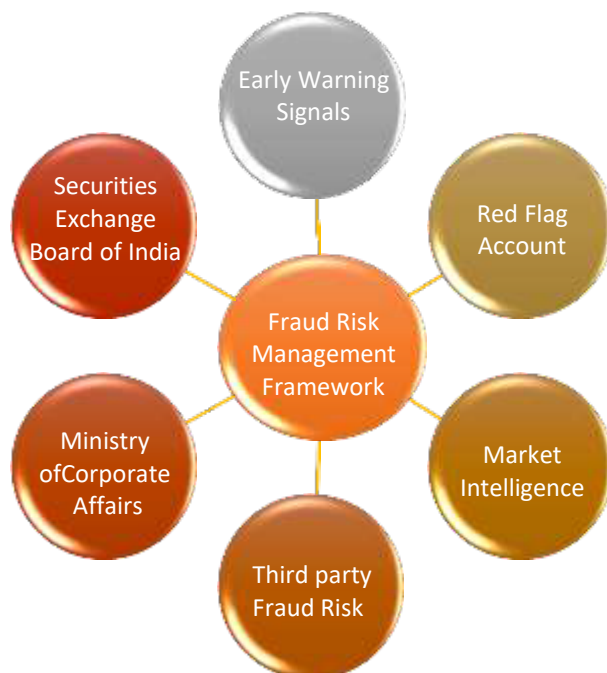 Early Warning
Signals
Securities
Exchange
Board of India
Red Flag
Account
Fraud Risk
Management
Framework
Ministry
ofCorporate
Affairs
Market
Intelligence
Third party
Fraud Risk